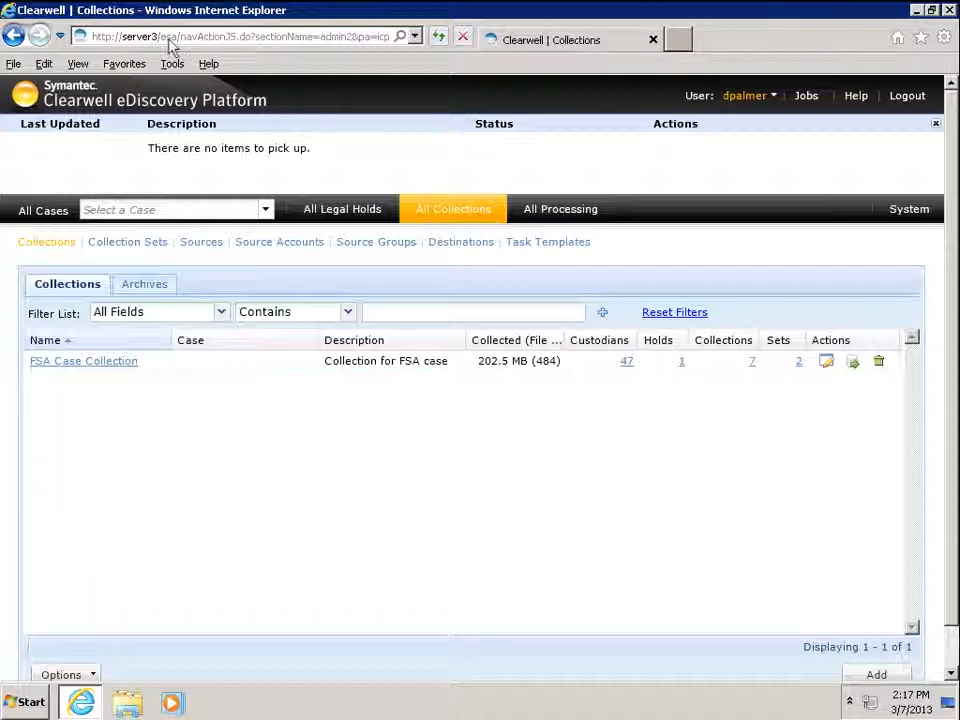 Clearwell | Collections - Windows Internet Explorer
http://server3/esa/navActionJS.do?sectionName=admin2&pa=icp
Clearwell | Collections
File Edit View Favorites Tools Help
Symantec.
Clearwell eDiscovery Platform
User: dpalmer Jobs Help Logout
Last Updated Description Status Actions
There are no items to pick up.
All Cases Select a Case All Legal Holds All Collections All Processing System
Collections Collection Sets Sources Source Accounts Source Groups Destinations Task Templates
Collections Archives
Filter List: All Fields Contains Reset Filters
Name Case Description Collected (File ... Custodians Holds Collections Sets Actions
FSA Case Collection Collection for FSA case 202.5 MB (484) 47 1 7 2
Displaying 1 - 1 of 1
Options Add
Start 2:17 PM
3/7/2013